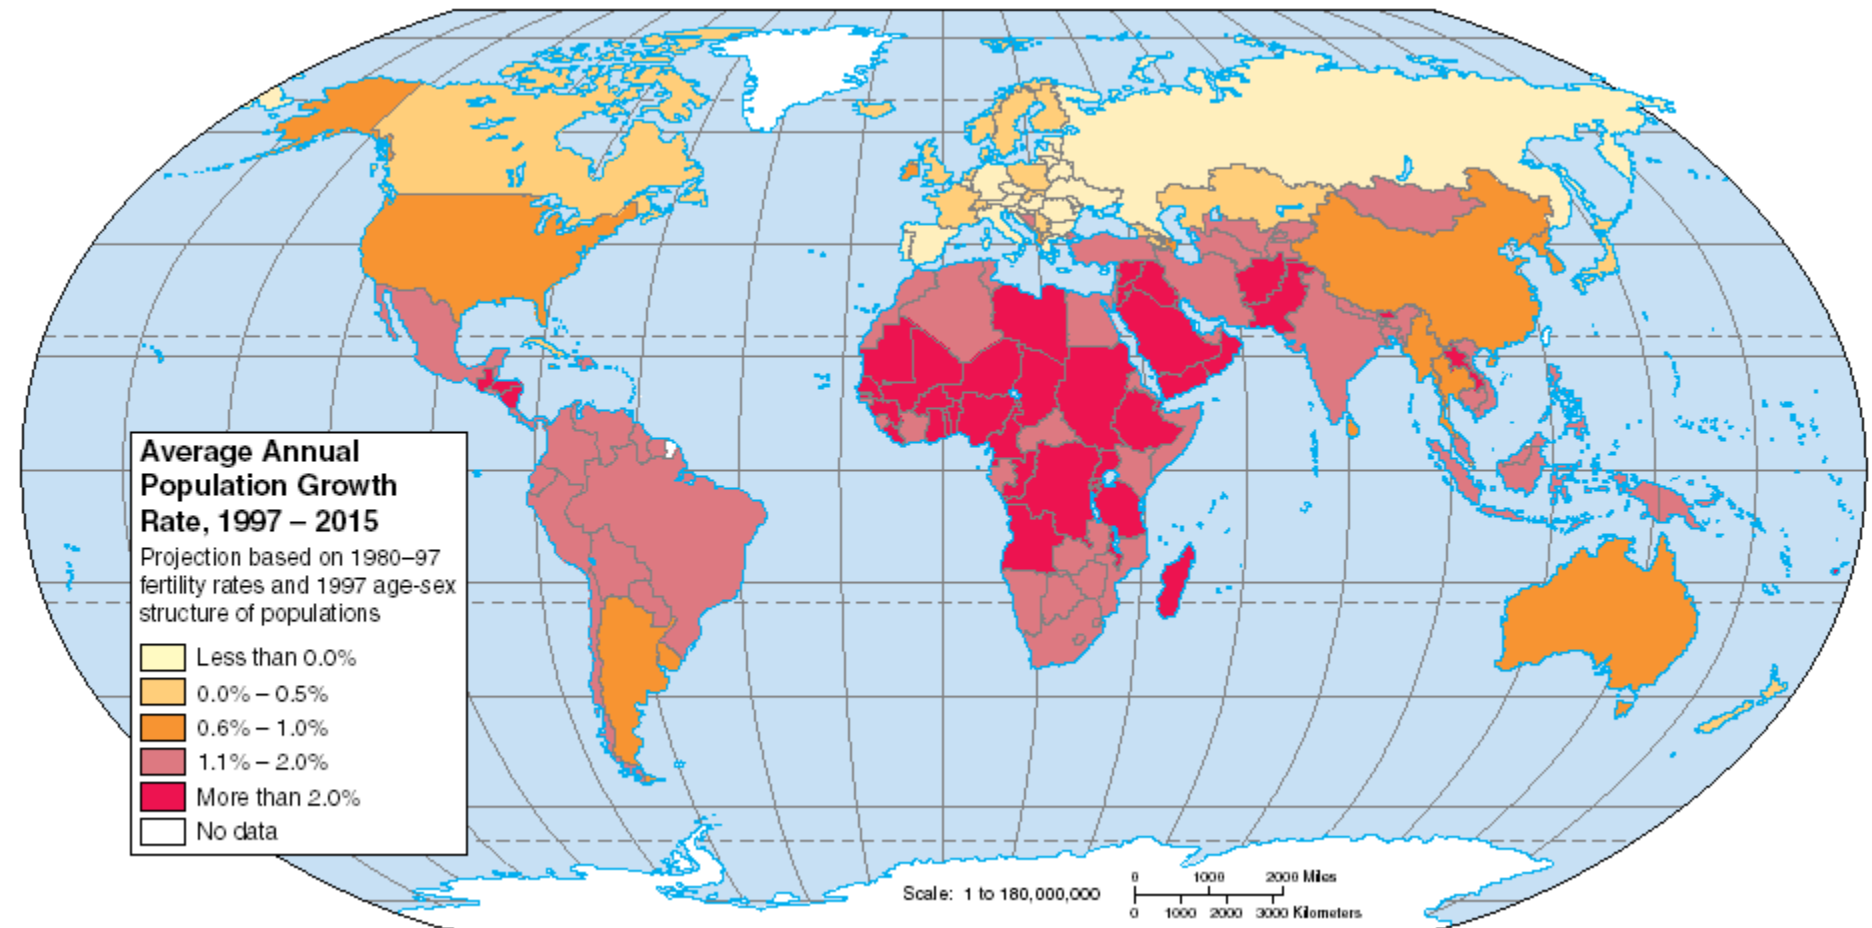 Average Annual
Population Growth
Rate, 1997 – 2015
Projection based on 1980–97
fertility rates and 1997 age-sex
structure of populations
Less than 0.0%
0.0% – 0.5%
0.6% – 1.0%
1.1% – 2.0%
More than 2.0%
No data
Scale: 1 to 180,000,000
0 1000 2000 Miles
0 1000 2000 3000 Kilometers